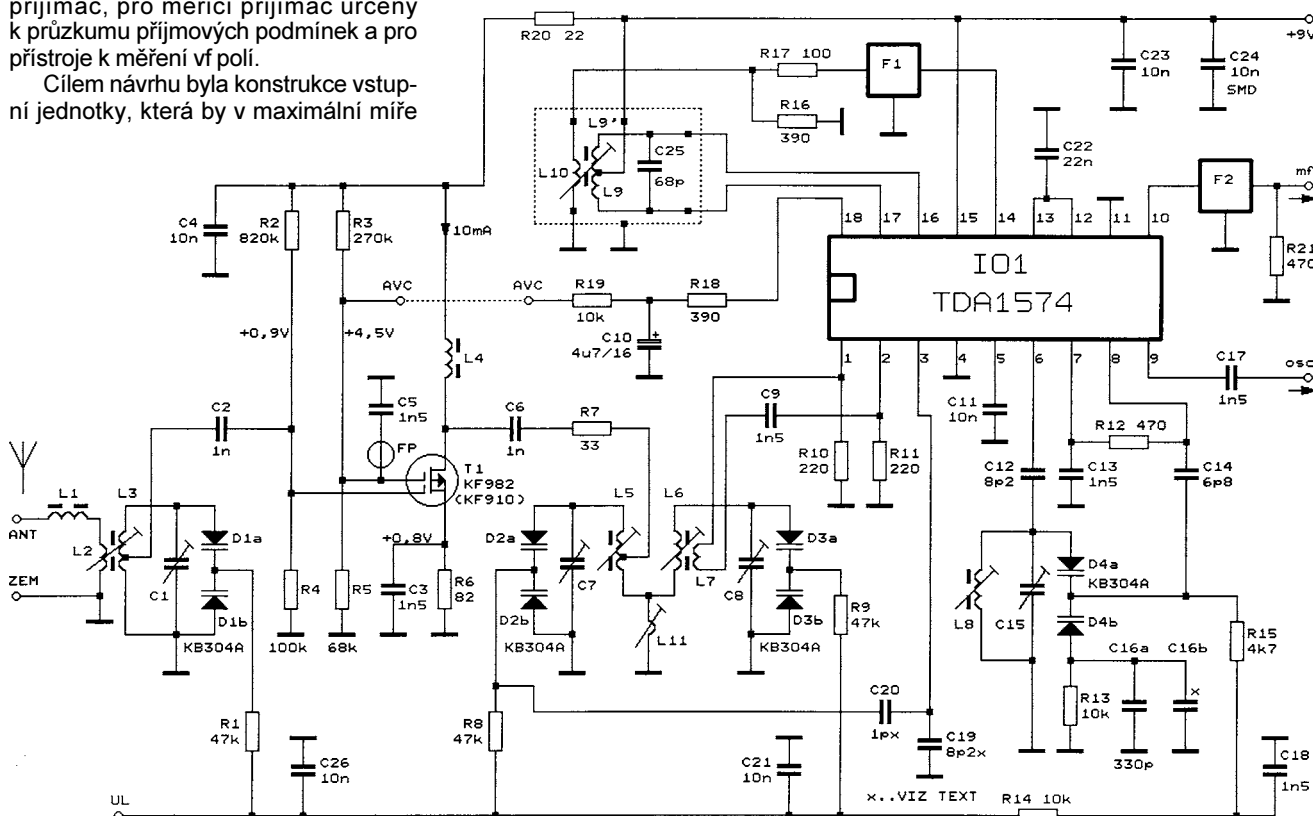 přijímač, pro měřicí přijímač určený
k průzkumu příjmových podmínek a pro
přístroje k měření vf polí.
Cílem návrhu byla konstrukce vstup-
ní jednotky, která by v maximální míře
R20 22
+9V
R17 100
F1
C23
10n
C24
10n
SMD
R16
390
L9'
L10
L9
C25
68p
C22
22n
F2
mf
R21
470
C4
10n
R2
820k
R3
270k
10mA
18
17
16
15
14
13
12
11
10
IO1
TDA1574
AVC
AVC
R19
10k
R18
390
C10
4u7/16
+
+0,9V
+4,5V
L4
1
2
3
4
5
6
7
8
9
C17
1n5
osc
C2
1n
C5
1n5
FP
C6
1n
R7
33
C9
1n5
T1
KF982
(KF910)
R10
220
R11
220
C11
10n
R12 470
C12
8p2
C13
1n5
C14
6p8
ANT
ZEM
L1
L2
L3
C1
D1a
D1b
KB304A
R4
100k
R5
68k
+0,8V
C3
1n5
R6
82
D2a
D2b
KB304A
C7
L5
L6
L7
L11
C8
D3a
D3b
KB304A
R9
47k
L8
C15
D4a
KB304A
D4b
R13
10k
C16a
330p
C16b
x
R15
4k7
R1
47k
C26
10n
R8
47k
C20
1px
C19
8p2x
C21
10n
C18
1n5
UL
x..VIZ TEXT
R14 10k